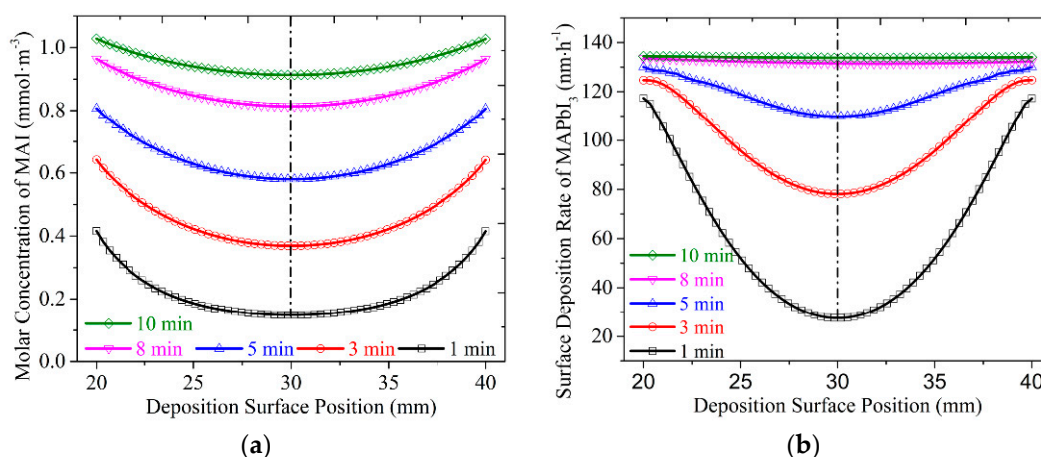 Molar Concentration of MAI (mmol·m⁻³)
1.0
0.8
0.6
0.4
0.2
0.0
10 min
8 min 5 min 3 min 1 min
20 25 30 35 40
Deposition Surface Position (mm)
(a)
Surface Deposition Rate of MAPbI₃ (nm·h⁻¹)
140
120
100
80
60
40
20
10 min
8 min
5 min
3 min
1 min
20 25 30 35 40
Deposition Surface Position (mm)
(b)